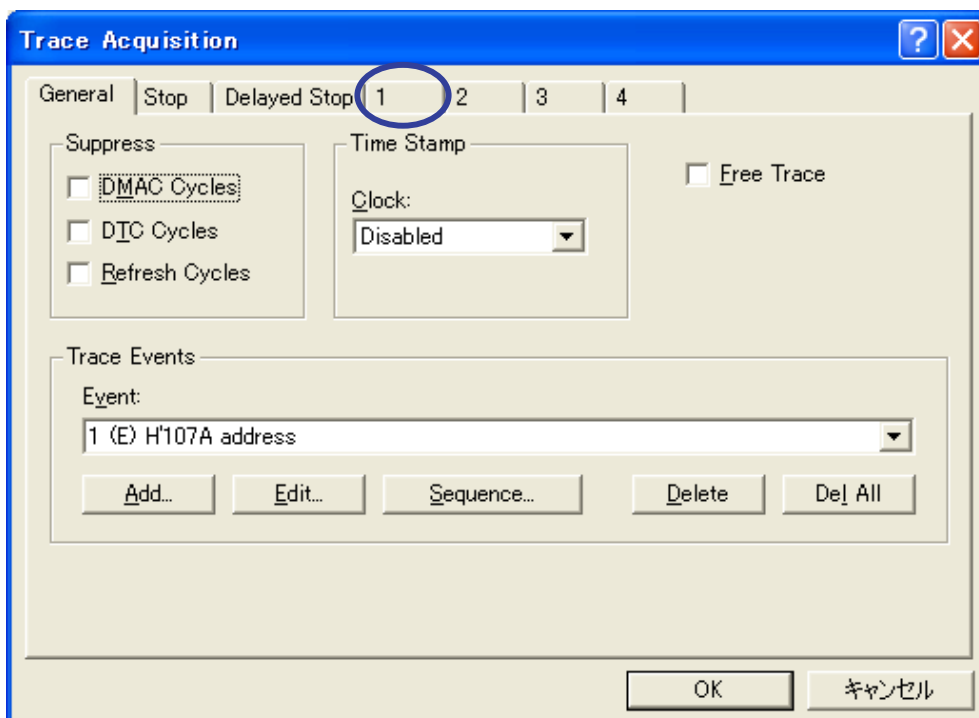 Trace Acquisition
General Stop Delayed Stop 1 2 3 4
Suppress
DMAC Cycles
DTC Cycles
Refresh Cycles
Time Stamp
Clock:
Disabled
Free Trace
Trace Events
Event:
1 (E) H'107A address
Add... Edit... Sequence... Delete Del All
OK キャンセル